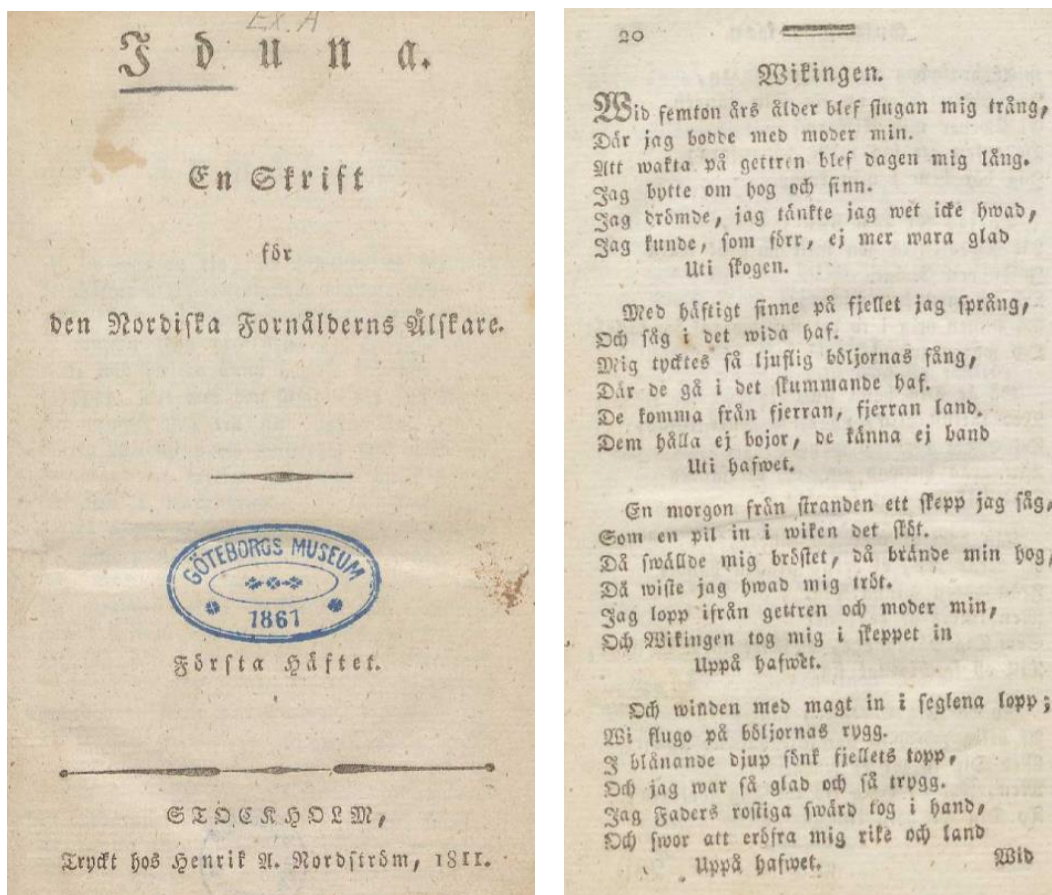 Ex. A
Iduna.
En Skrift
för
den Nordiska Fornålderns Älskare.
GÖTEBORGS MUSEUM
1861
Första Häftet.
STOCKHOLM,
Tryckt hos Henrik A. Nordström, 1811.
20
Wikingen.
Wid femton års ålder blef stugan mig trång,
Där jag bodde med moder min.
Att wakta på gettren blef dagen mig lång.
Jag bytte om hog och sinn.
Jag drömde, jag tänkte jag wet icke hwad,
Jag kunde, som förr, ej mer wara glad
Uti skogen.
Med häftigt sinne på fjellet jag språng,
Och såg i det wida haf.
Mig tycktes så ljuflig böljornas fång,
Där de gå i det skummande haf.
De komma från fjerran, fjerran land.
Dem hålla ej bojor, de känna ej band
Uti hafwet.
En morgon från stranden ett skepp jag såg,
Som en pil in i wiken det sköt.
Då swällde mig bröstet, då brände min hog,
Då wiste jag hwad mig tröt.
Jag lopp ifrån gettren och moder min,
Och Wikingen tog mig i skeppet in
Uppå hafwet.
Och winden med magt in i seglena lopp;
Wi flugo på böljornas rygg.
I blånande djup sönk fjellets topp,
Och jag war så glad och så trygg.
Jag Faders rostiga swärd tog i hand,
Och swor att eröfra mig rike och land
Uppå hafwet.
Wid